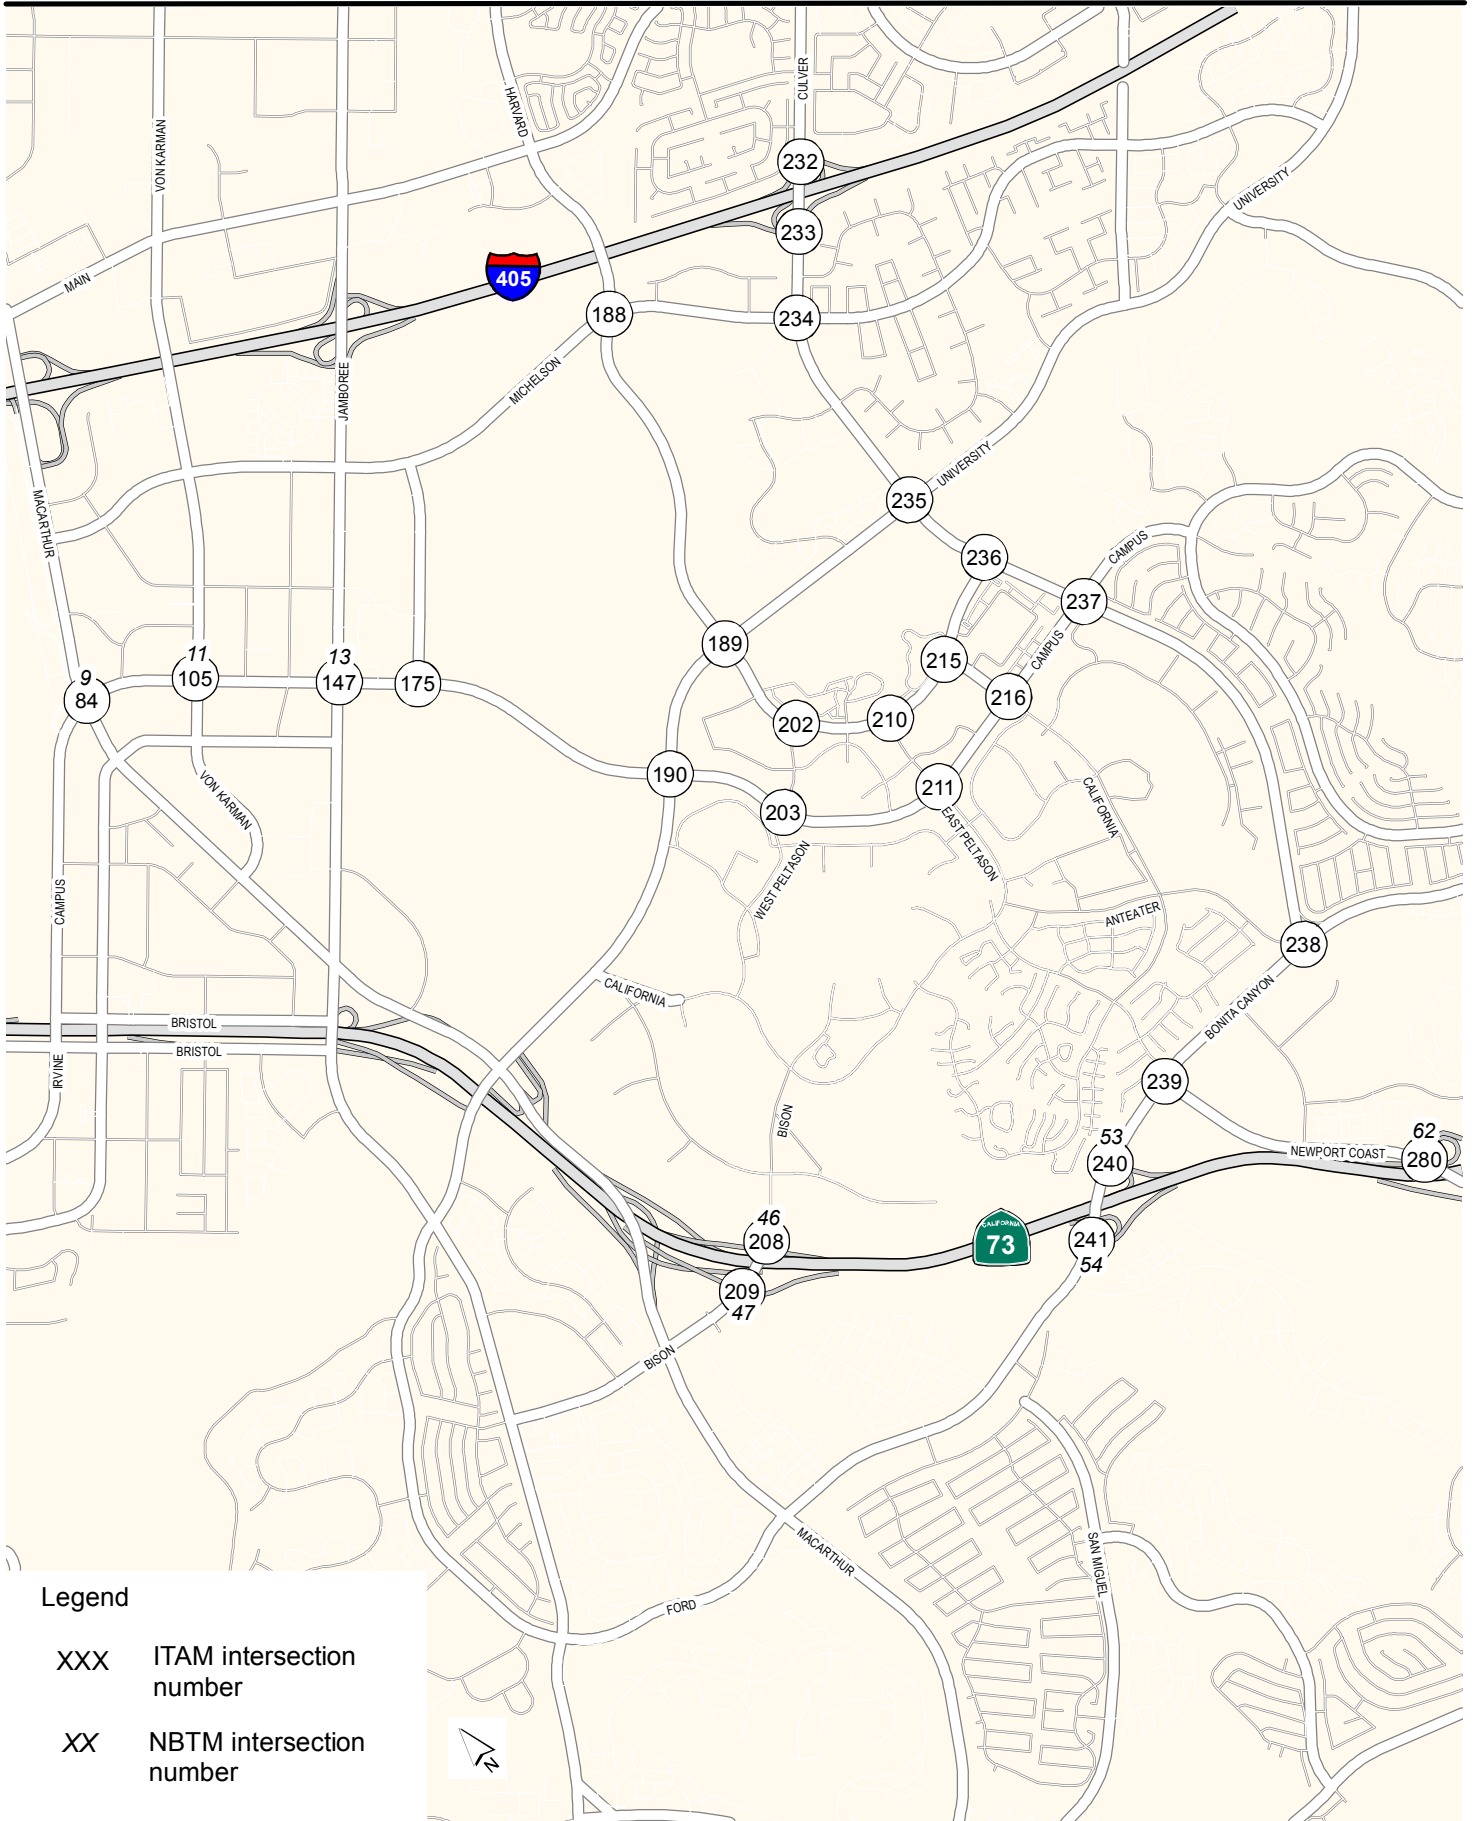 CULVER
HARVARD
VON KARMAN
232
UNIVERSITY
233
MAIN
405
188
234
MICHELSON
JAMBOREE
UNIVERSITY
235
MACARTHUR
CAMPUS
236
237
189
CAMPUS
11
13
215
9
105
147
175
84
216
210
202
190
211
VON KARMAN
CALIFORNIA
203
EAST PELTASON
WEST PELTASON
CAMPUS
ANTEATER
238
CALIFORNIA
BONITA CANYON
BRISTOL
BRISTOL
IRVINE
239
BISON
53
62
NEWPORT COAST
240
280
46
CALIFORNIA
73
208
241
54
209
47
BISON
MACARTHUR
SAN MIGUEL
FORD
Legend
XXX ITAM intersection
number
XX NBTM intersection
number
N